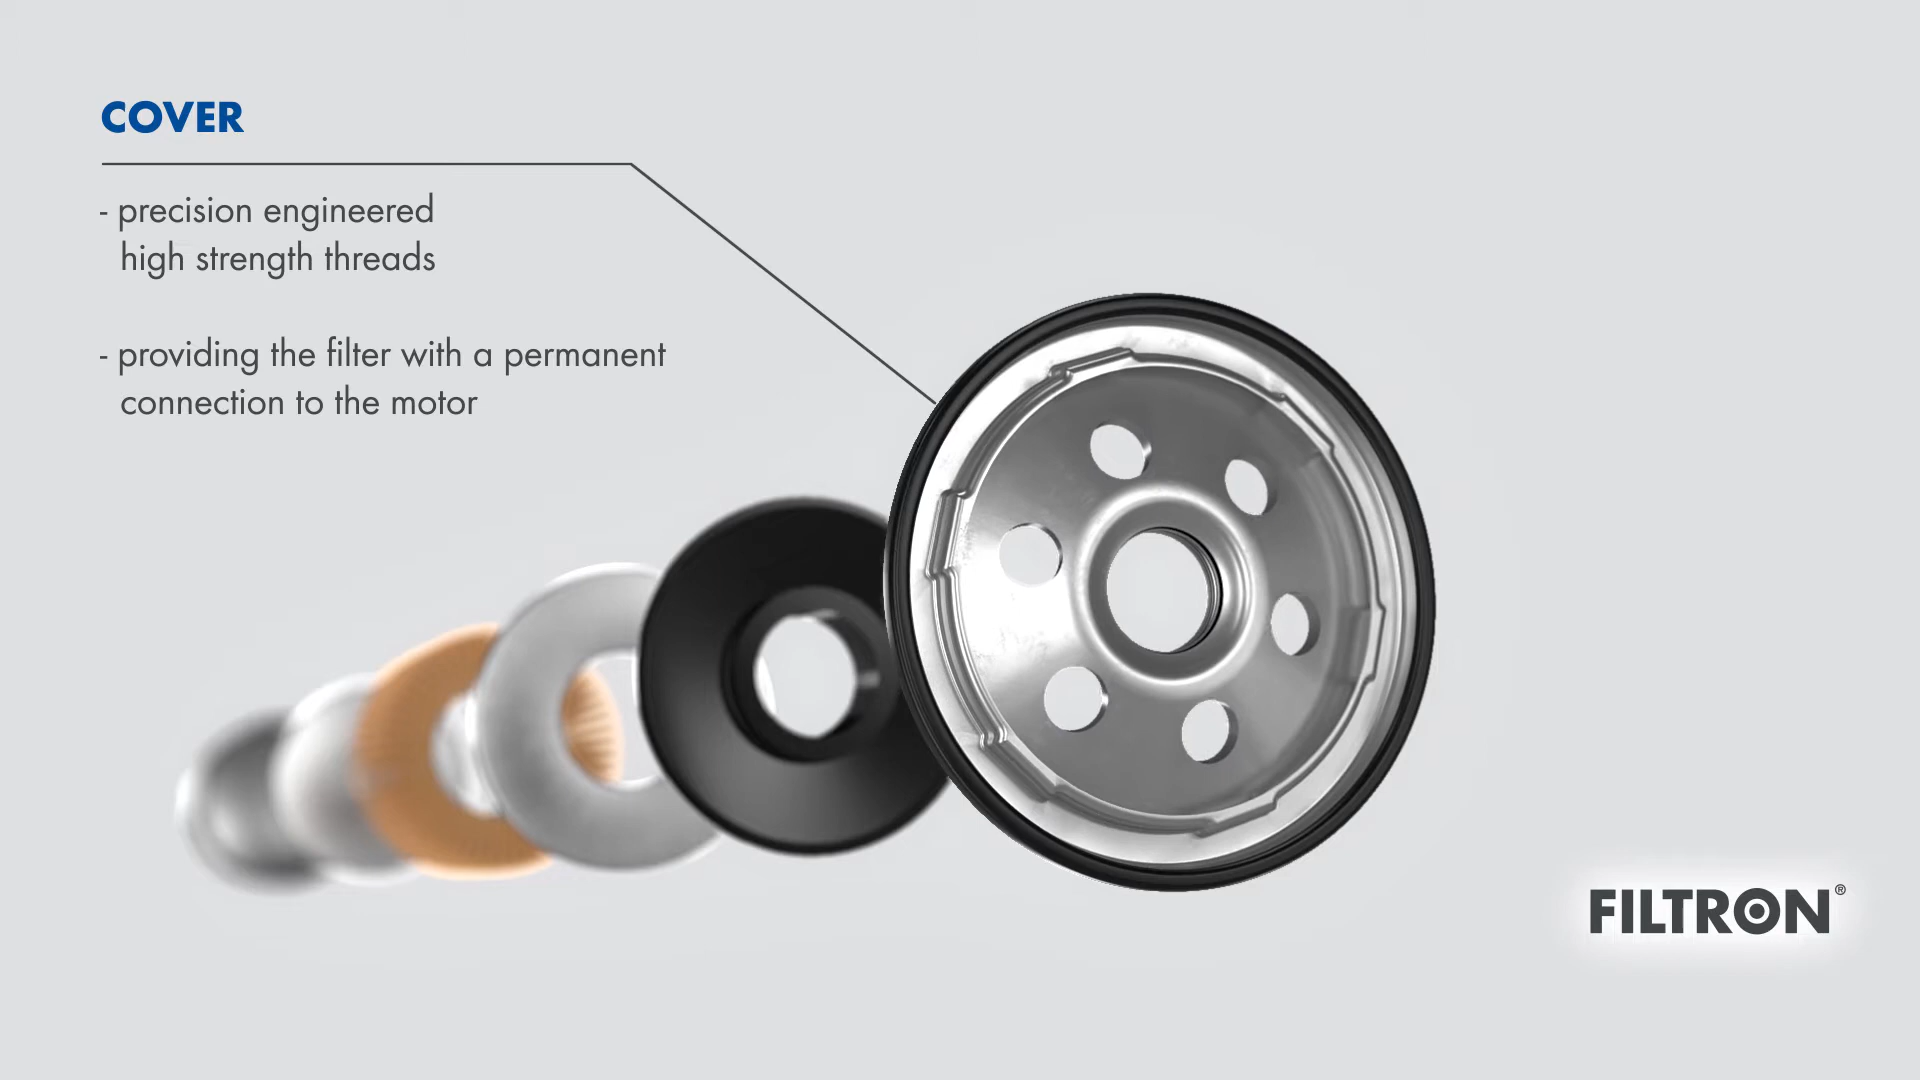 COVER
- precision engineered
high strength threads
- providing the filter with a permanent
connection to the motor
FILTRON®